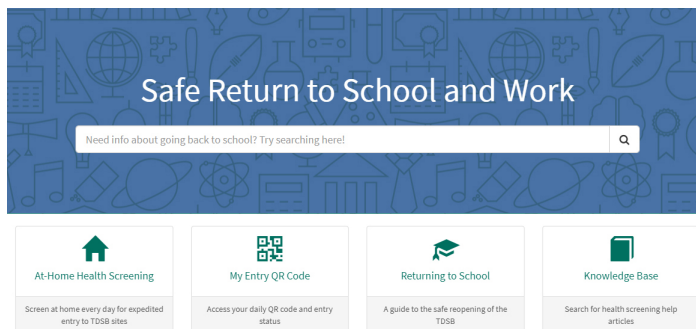 Safe Return to School and Work
Need info about going back to school? Try searching here!
At-Home Health Screening
My Entry QR Code
Returning to School
Knowledge Base
Screen at home every day for expedited
entry to TDSB sites
Access your daily QR code and entry
status
A guide to the safe reopening of the
TDSB
Search for health screening help
articles